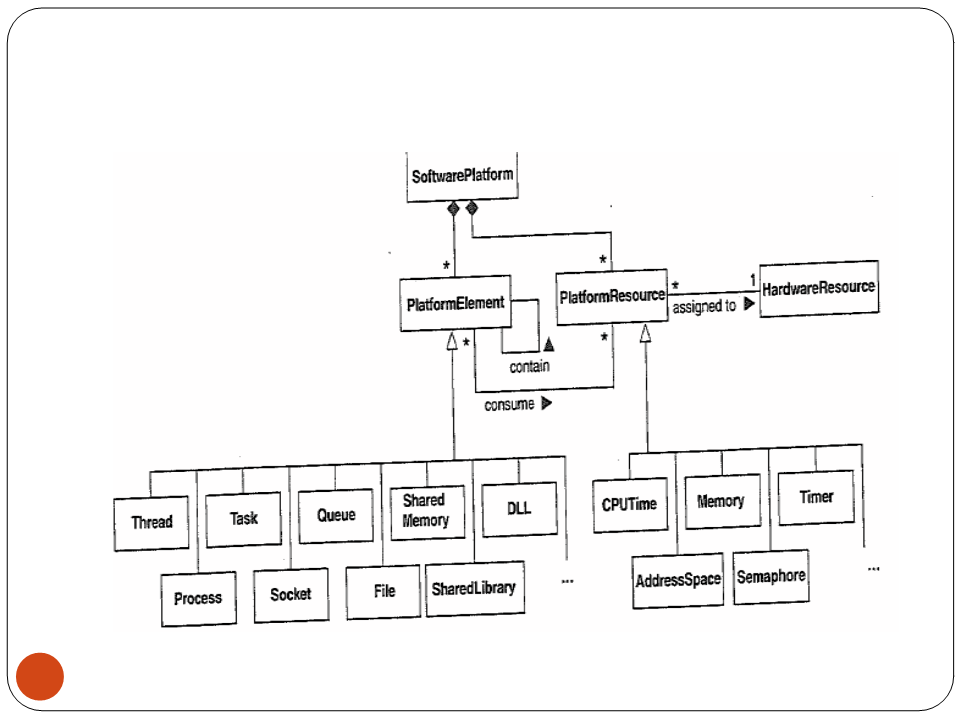 SoftwarePlatform
*
*
PlatformElement
PlatformResource
*
1
HardwareResource
assigned to
*
*
contain
consume
Thread
Task
Queue
Shared
Memory
DLL
CPUTime
Memory
Timer
Process
Socket
File
SharedLibrary
...
AddressSpace
Semaphore
...